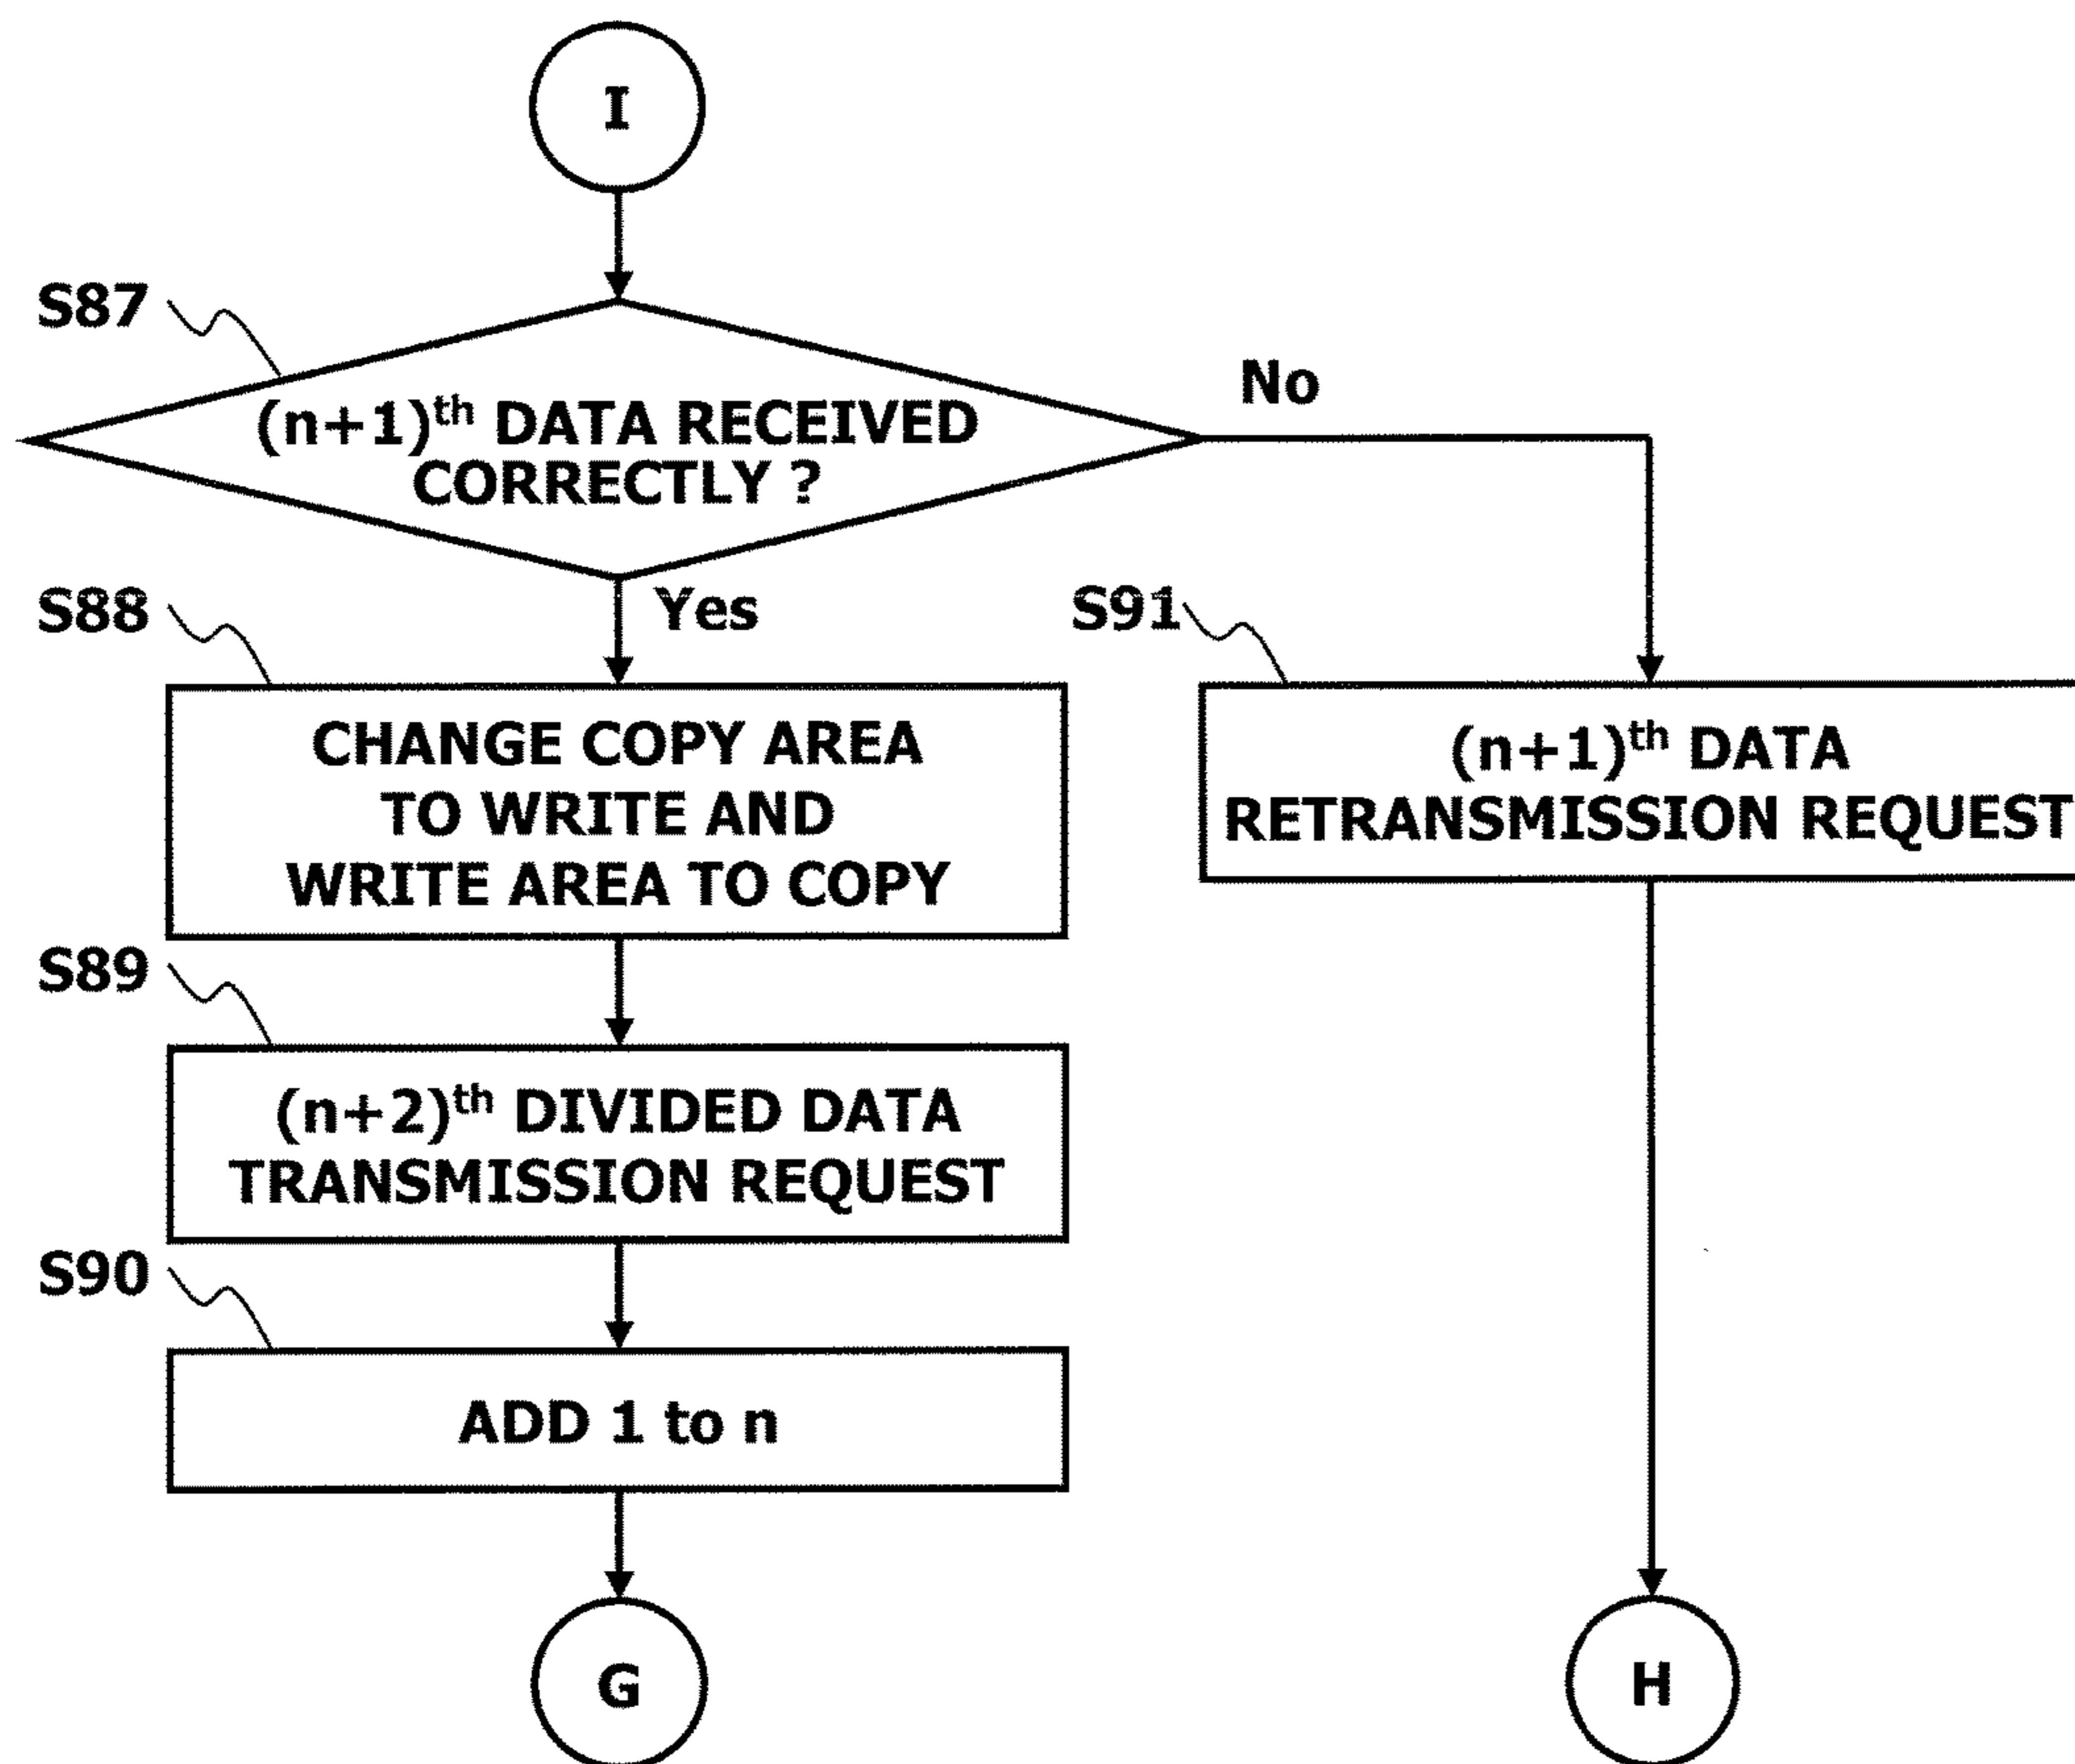 I
S87
(n+1)th DATA RECEIVED
CORRECTLY ?
No
Yes
S88
CHANGE COPY AREA
TO WRITE AND
WRITE AREA TO COPY
S91
(n+1)th DATA
RETRANSMISSION REQUEST
S89
(n+2)th DIVIDED DATA
TRANSMISSION REQUEST
S90
ADD 1 to n
G
H